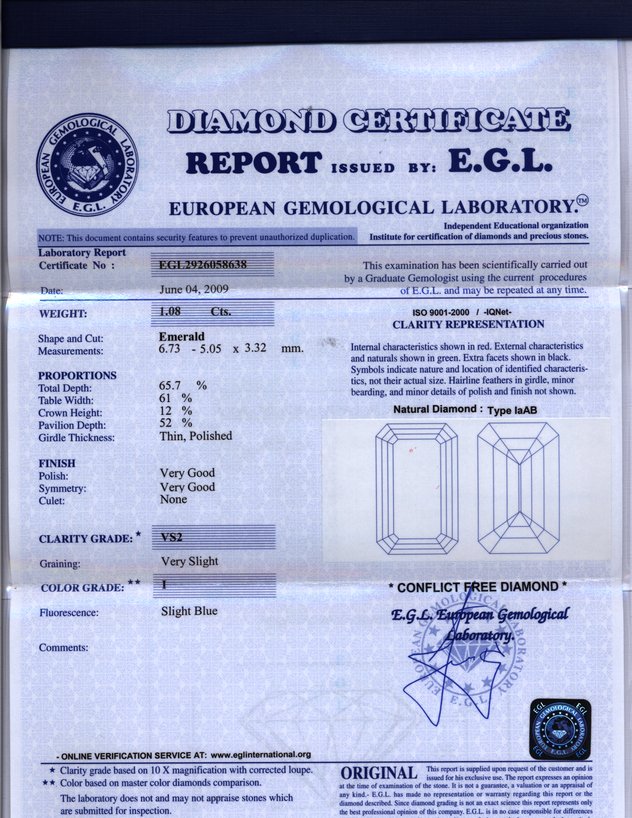 DIAMOND CERTIFICATE
REPORT ISSUED BY: E.G.L.
EUROPEAN GEMOLOGICAL LABORATORY.™
EUROPEAN GEMOLOGICAL LABORATORY
E.G.L.
Independent Educational organization
Institute for certification of diamonds and precious stones.
NOTE: This document contains security features to prevent unauthorized duplication.
Laboratory Report
Certificate No : EGL2926058638
Date: June 04, 2009
WEIGHT: 1.08 Cts.
Shape and Cut: Emerald
Measurements: 6.73 - 5.05 x 3.32 mm.
PROPORTIONS
Total Depth: 65.7 %
Table Width: 61 %
Crown Height: 12 %
Pavilion Depth: 52 %
Girdle Thickness: Thin, Polished
FINISH
Polish: Very Good
Symmetry: Very Good
Culet: None
CLARITY GRADE: * VS2
Graining: Very Slight
COLOR GRADE: ** I
Fluorescence: Slight Blue
Comments:
This examination has been scientifically carried out
by a Graduate Gemologist using the current procedures
of E.G.L. and may be repeated at any time.
ISO 9001-2000 / -IQNet-
CLARITY REPRESENTATION
Internal characteristics shown in red. External characteristics
and naturals shown in green. Extra facets shown in black.
Symbols indicate nature and location of identified characteris-
tics, not their actual size. Hairline feathers in girdle, minor
bearding, and minor details of polish and finish not shown.
Natural Diamond : Type IaAB
* CONFLICT FREE DIAMOND *
E.G.L. European Gemological
Laboratory.
EUROPEAN GEMOLOGICAL LABORATORY
E.G.L.
EGL EGL
EUROPEAN GEMOLOGICAL LABORATORY
E.G.L.
EGL EGL
- ONLINE VERIFICATION SERVICE AT: www.eglinternational.org
★ Clarity grade based on 10 X magnification with corrected loupe.
★★ Color based on master color diamonds comparison.
The laboratory does not and may not appraise stones which
are submitted for inspection.
ORIGINAL This report is supplied upon request of the customer and is
issued for his exclusive use. The report expresses an opinion
at the time of examination of the stone. It is not a guarantee, a valuation or an appraisal of
any kind.- E.G.L. has made no representation or warranty regarding this report or the
diamond described. Since diamond grading is not an exact science this report represents only
the best professional opinion of this company. E.G.L. is in no case responsible for differences